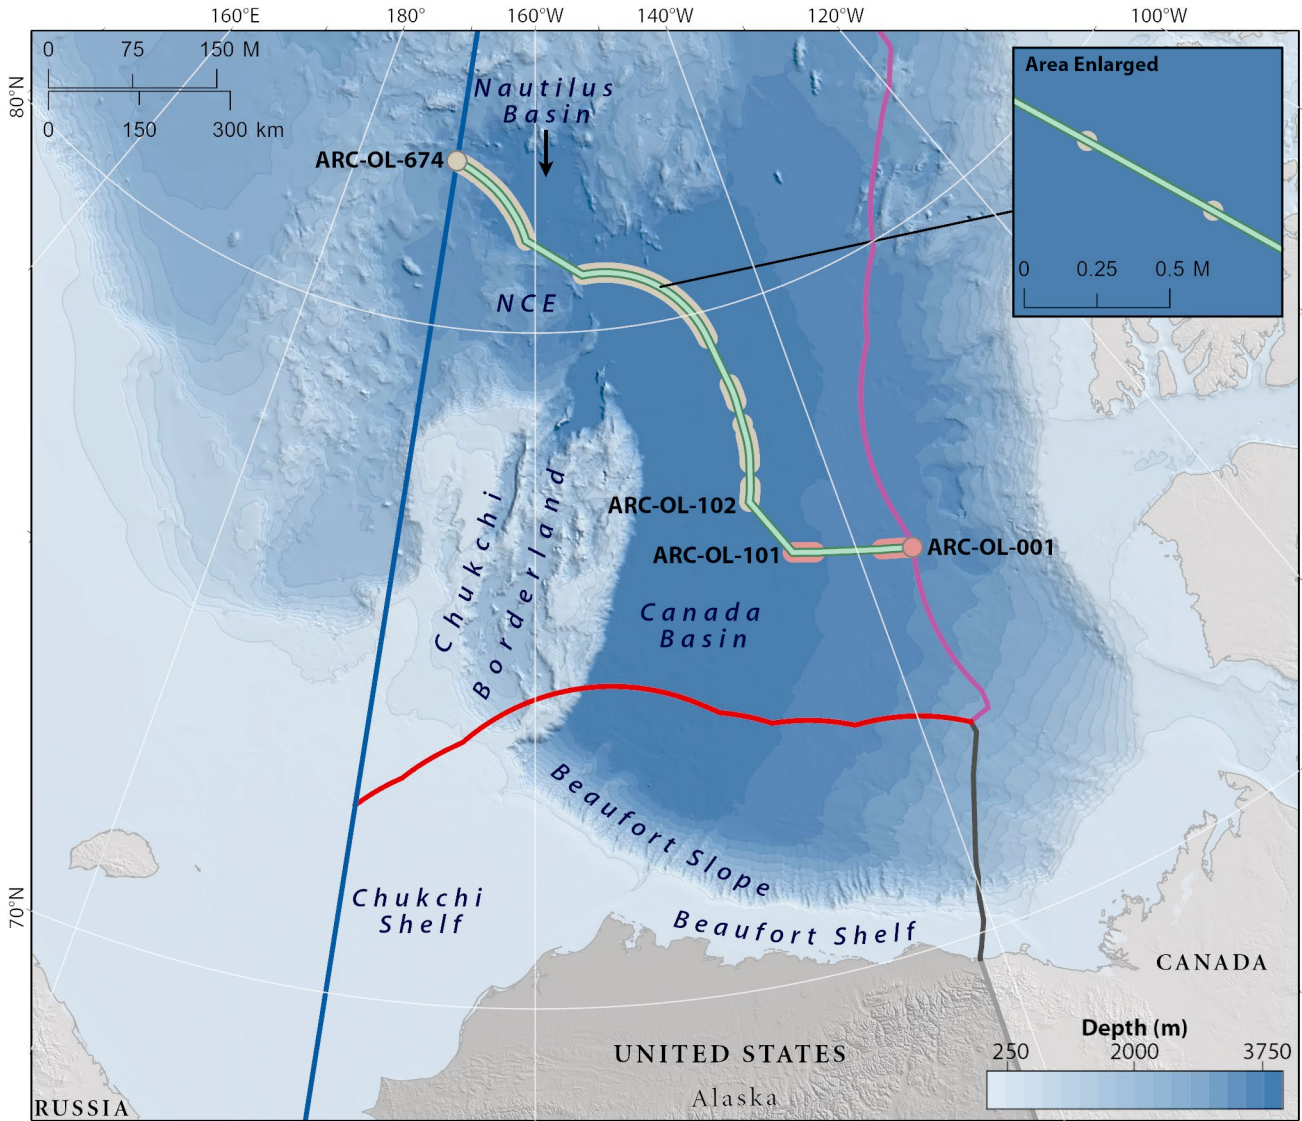 160°E 180° 160°W 140°W 120°W 100°W
0 75 150 M
0 150 300 km
80°N
70°N
Nautilus
Basin
ARC-OL-674
NCE
Area Enlarged
0 0.25 0.5 M
ARC-OL-102
ARC-OL-101
ARC-OL-001
Chukchi
Borderland
Canada
Basin
Beaufort Slope
Chukchi
Shelf
Beaufort Shelf
CANADA
UNITED STATES
Alaska
RUSSIA
Depth (m)
250 2000 3750